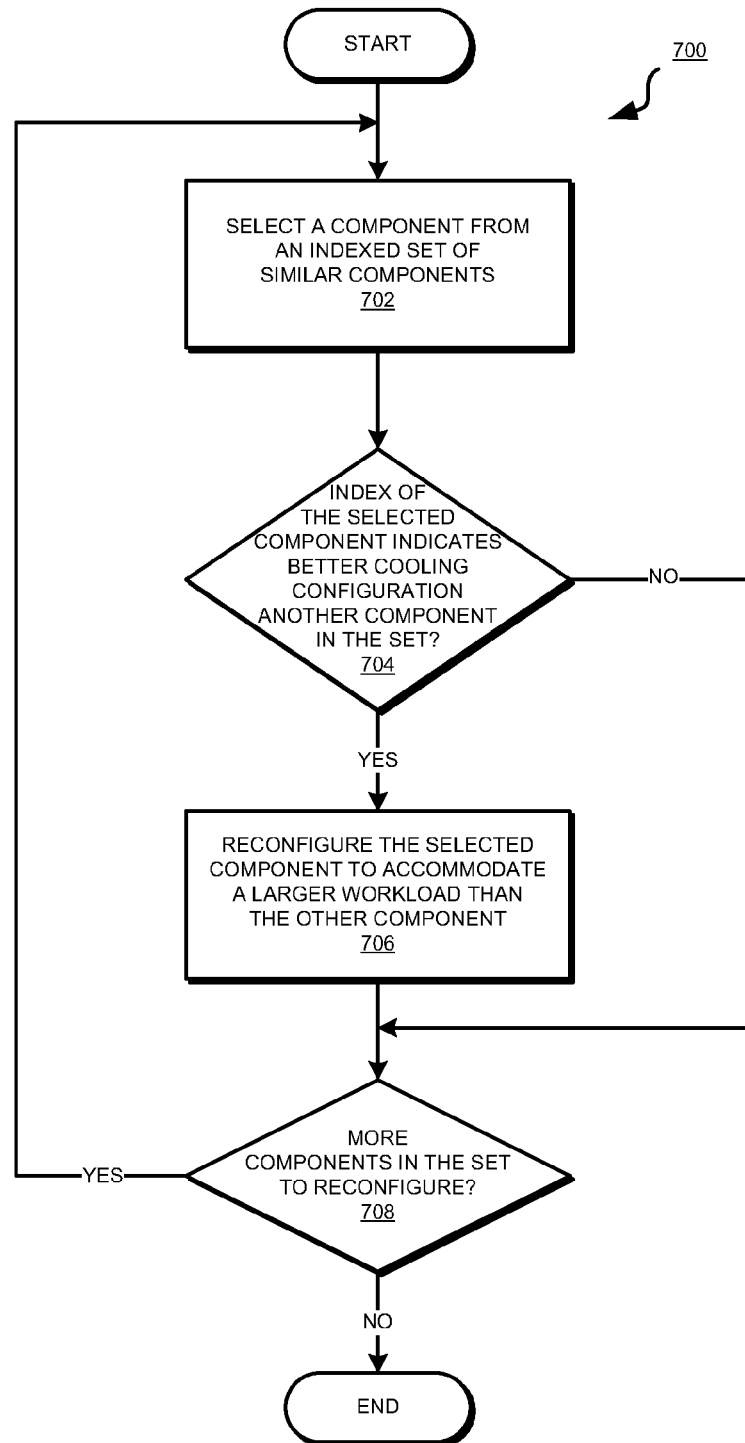 START
700
SELECT A COMPONENT FROM
AN INDEXED SET OF
SIMILAR COMPONENTS
702
INDEX OF
THE SELECTED
COMPONENT INDICATES
BETTER COOLING
CONFIGURATION
ANOTHER COMPONENT
IN THE SET?
704
NO
YES
RECONFIGURE THE SELECTED
COMPONENT TO ACCOMMODATE
A LARGER WORKLOAD THAN
THE OTHER COMPONENT
706
MORE
COMPONENTS IN THE SET
TO RECONFIGURE?
708
YES
NO
END